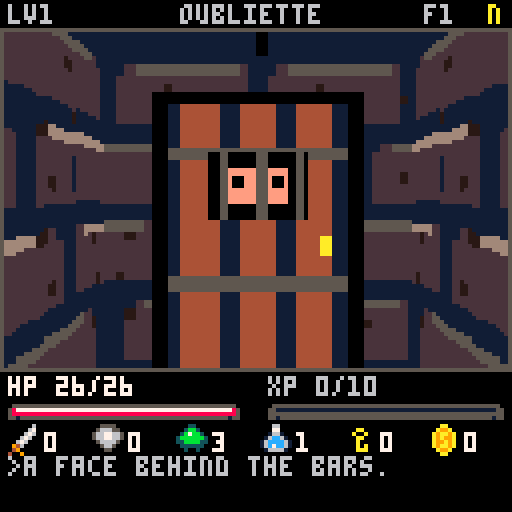 LV1 OUBLIETTE F1 N
HP 26/26 XP 0/10
0 0 3 1 0 0
>A FACE BEHIND THE BARS.